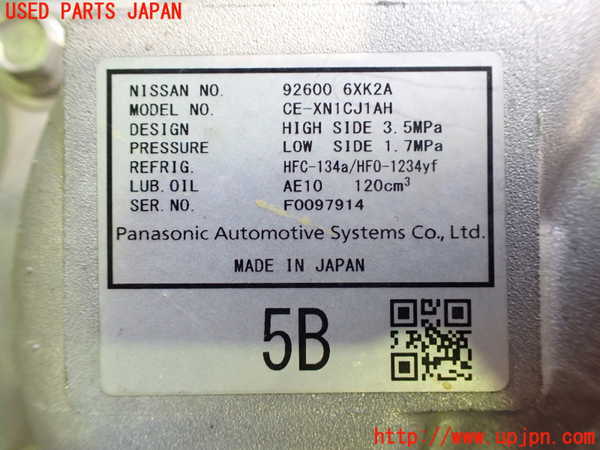 USED PARTS JAPAN
NISSAN NO. 92600 6XK2A
MODEL NO. CE-XN1CJ1AH
DESIGN HIGH SIDE 3.5MPa
PRESSURE LOW SIDE 1.7MPa
REFRIG. HFC-134a/HFO-1234yf
LUB.OIL AE10 120cm³
SER.NO. F0097914
Panasonic Automotive Systems Co., Ltd.
MADE IN JAPAN
5B
http://www.upjpn.com/